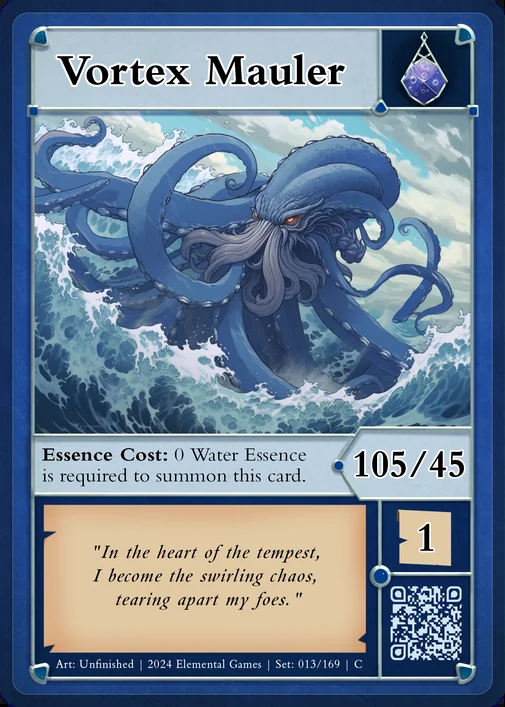 Vortex Mauler
Essence Cost: 0 Water Essence
is required to summon this card.
105/45
"In the heart of the tempest,
I become the swirling chaos,
tearing apart my foes."
1
Art: Unfinished | 2024 Elemental Games | Set: 013/169 | C